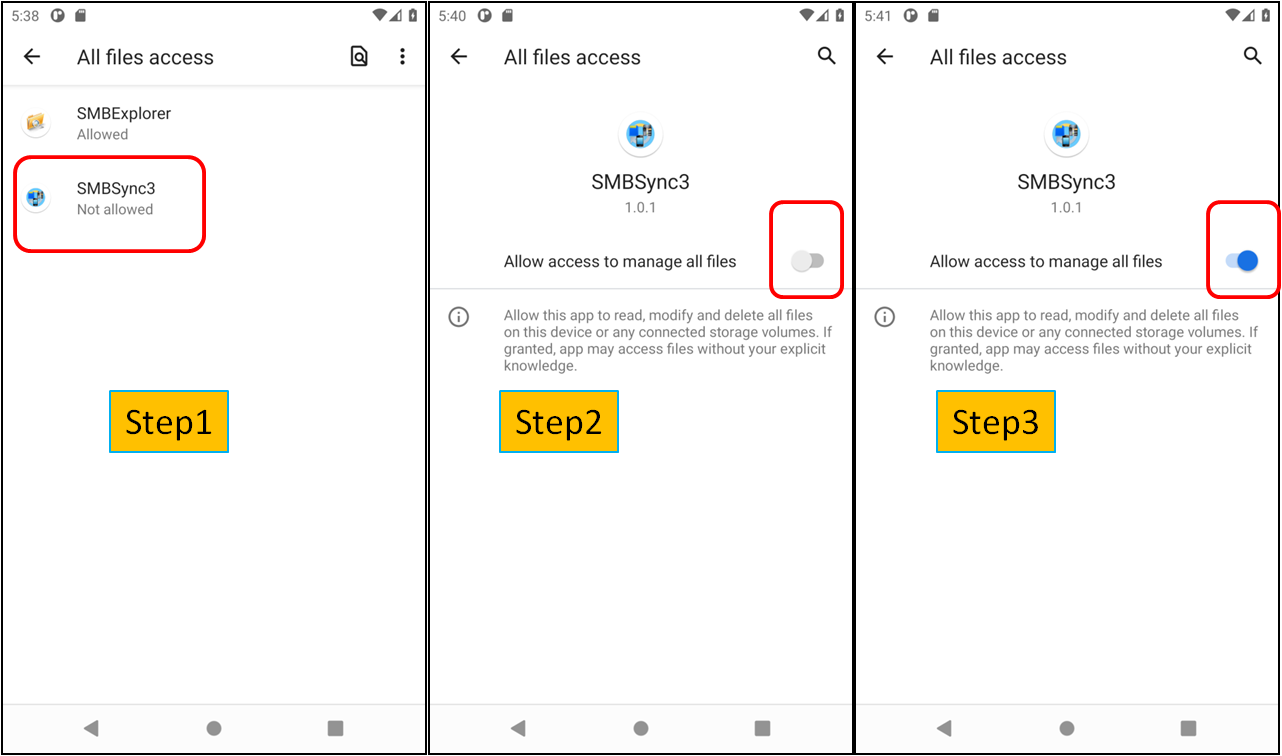 5:38
All files access
SMBExplorer
Allowed
SMBSync3
Not allowed
Step1
5:40
All files access
SMBSync3
1.0.1
Allow access to manage all files
Allow this app to read, modify and delete all files
on this device or any connected storage volumes. If
granted, app may access files without your explicit
knowledge.
Step2
5:41
All files access
SMBSync3
1.0.1
Allow access to manage all files
Allow this app to read, modify and delete all files
on this device or any connected storage volumes. If
granted, app may access files without your explicit
knowledge.
Step3